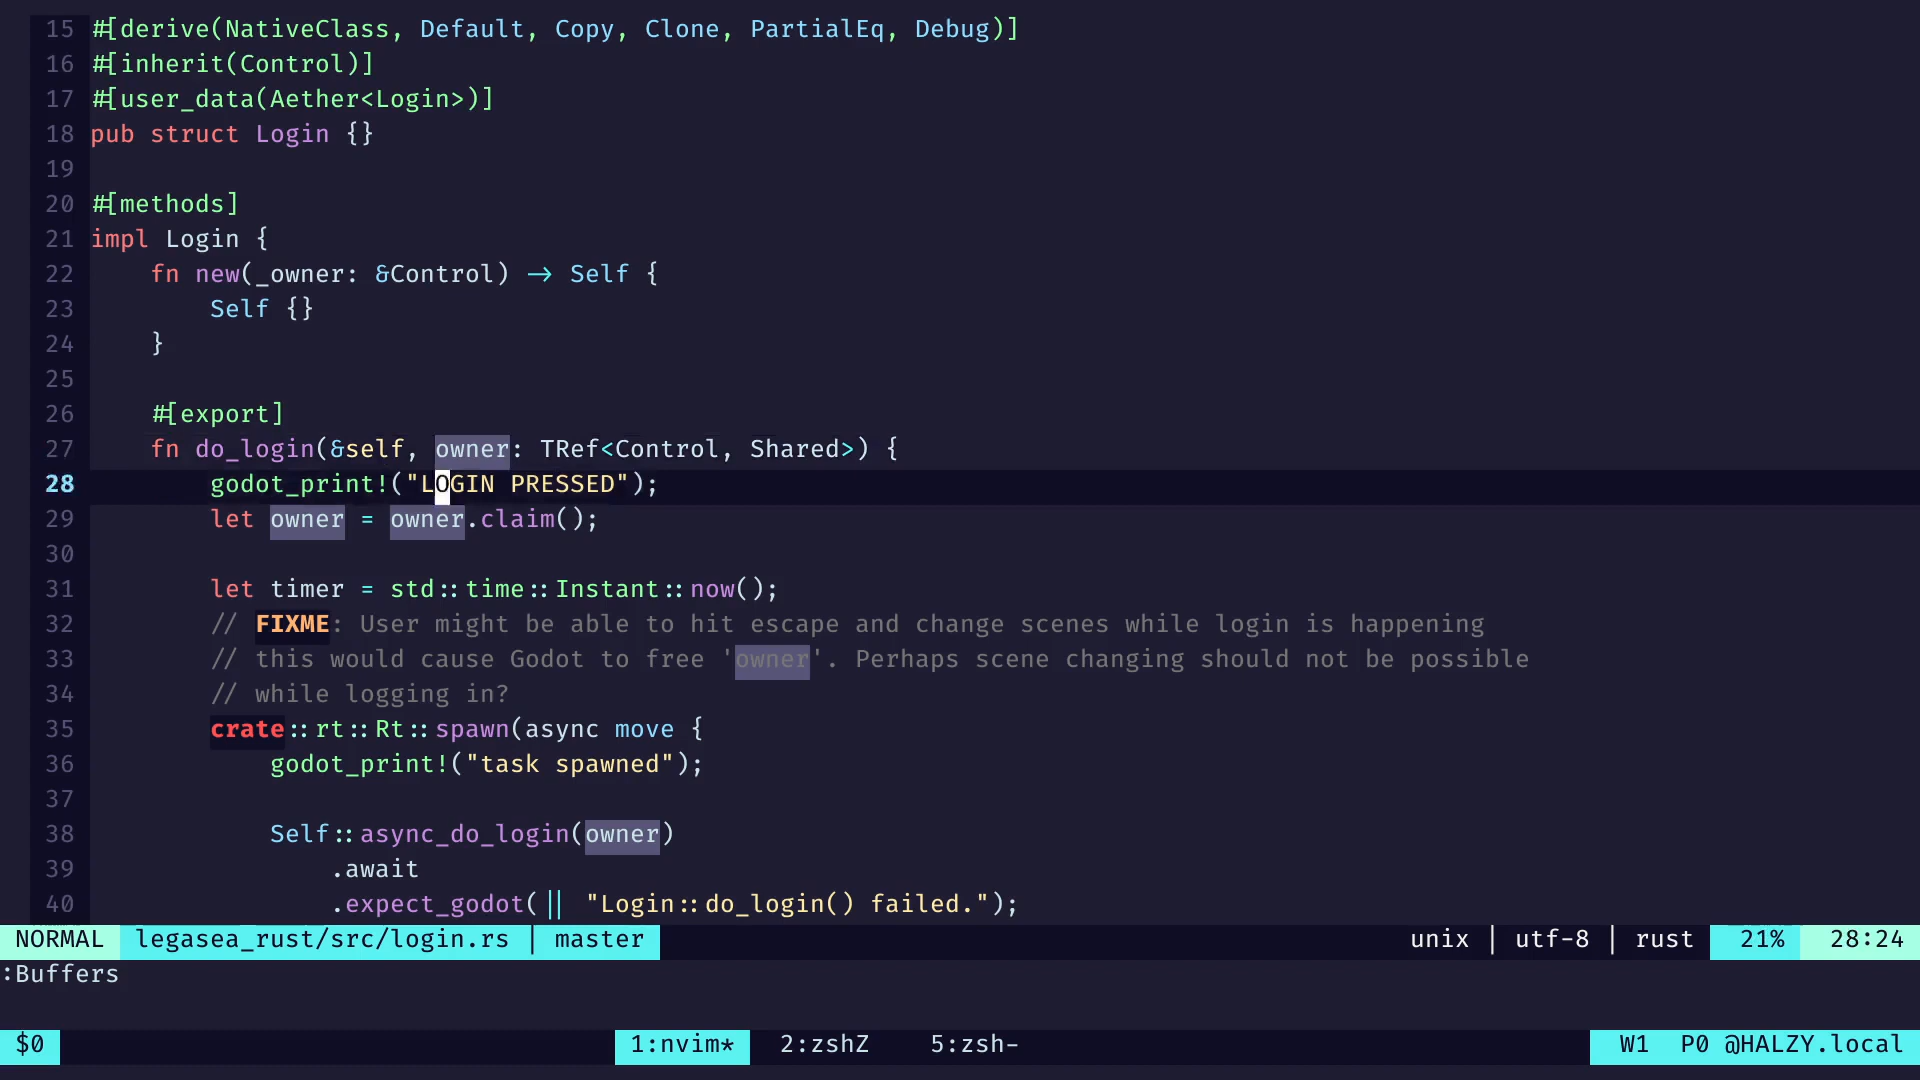 15 #[derive(NativeClass, Default, Copy, Clone, PartialEq, Debug)]
16 #[inherit(Control)]
17 #[user_data(Aether<Login>)]
18 pub struct Login {}
19
20 #[methods]
21 impl Login {
22     fn new(_owner: &Control) -> Self {
23         Self {}
24     }
25
26     #[export]
27     fn do_login(&self, owner: TRef<Control, Shared>) {
28         godot_print!("LOGIN PRESSED");
29         let owner = owner.claim();
30
31         let timer = std::time::Instant::now();
32         // FIXME: User might be able to hit escape and change scenes while login is happening
33         // this would cause Godot to free 'owner'. Perhaps scene changing should not be possible
34         // while logging in?
35         crate::rt::Rt::spawn(async move {
36             godot_print!("task spawned");
37
38             Self::async_do_login(owner)
39                 .await
40                 .expect_godot(|| "Login::do_login() failed.");
NORMAL legasea_rust/src/login.rs | master unix | utf-8 | rust 21% 28:24
:Buffers
$0 1:nvim* 2:zshZ 5:zsh- W1 P0 @HALZY.local